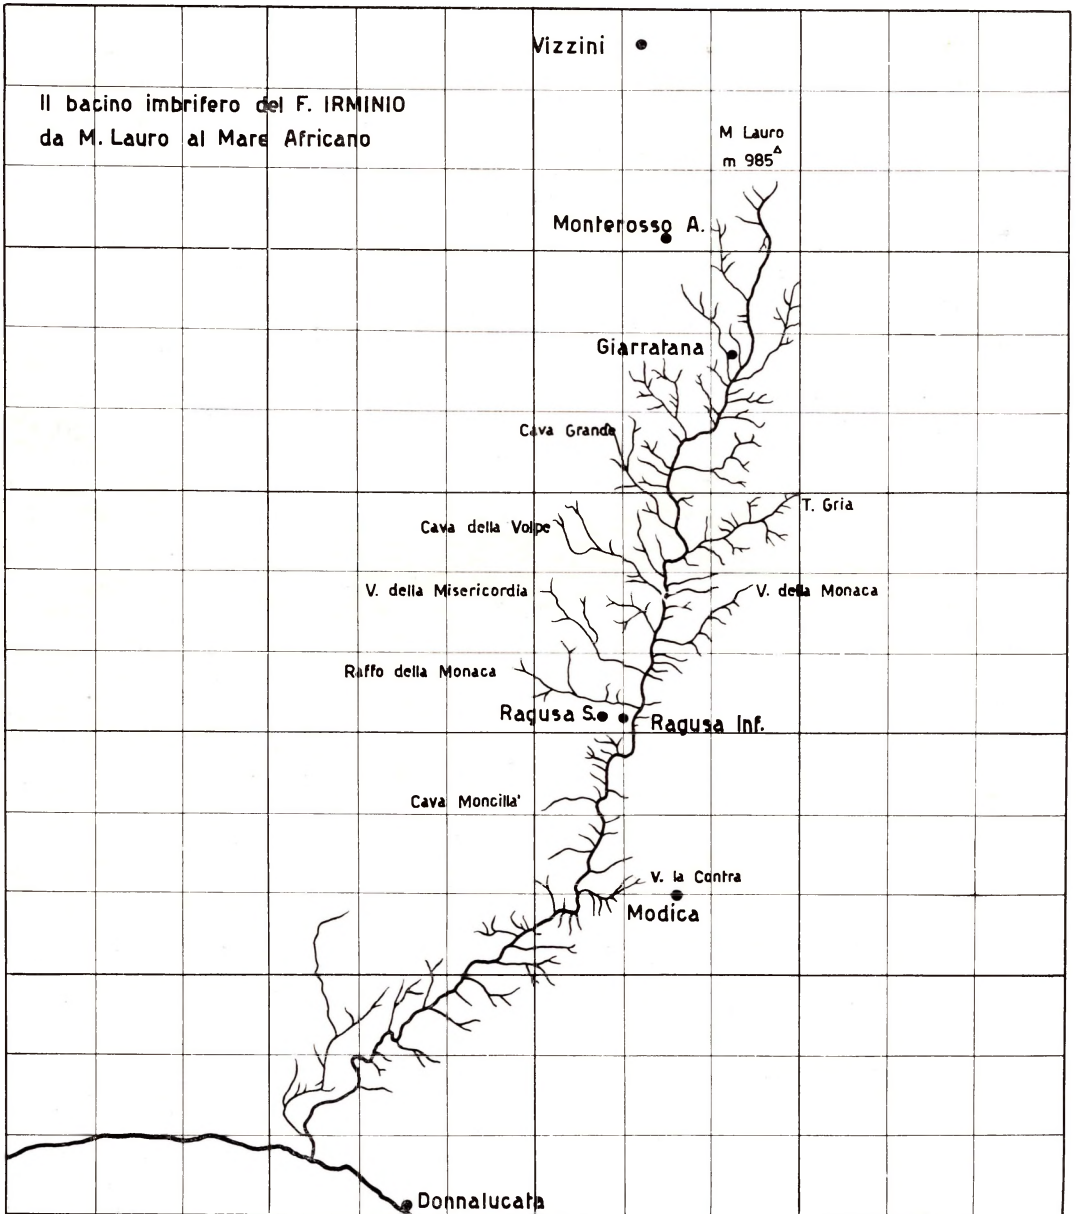 Vizzini
Il bacino imbrifero del F. IRMINIO
da M. Lauro al Mare Africano
M Lauro
m 985
Monterosso A.
Giarratana
Cava Grande
T. Gria
Cava della Volpe
V. della Misericordia
V. della Monaca
Raffo della Monaca
Ragusa S.
Ragusa Inf.
Cava Moncilla'
V. la Contra
Modica
Donnalucata